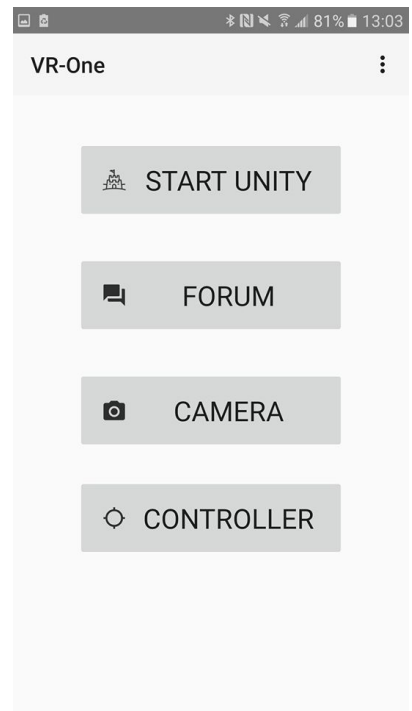 81% 13:03
VR-One
START UNITY
FORUM
CAMERA
CONTROLLER